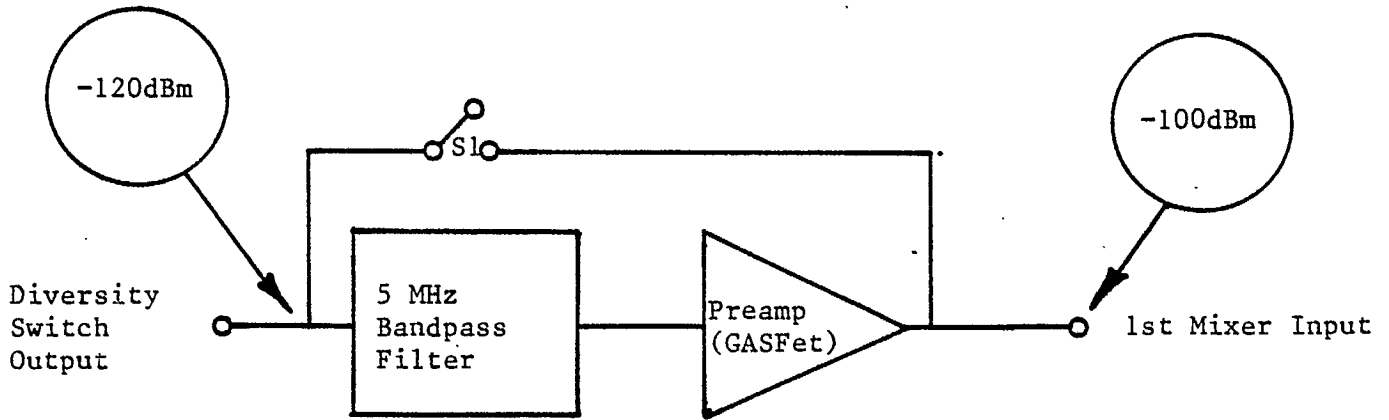 -120dBm
-100dBm
S1
Diversity
Switch
Output
5 MHz
Bandpass
Filter
Preamp
(GASFet)
1st Mixer Input